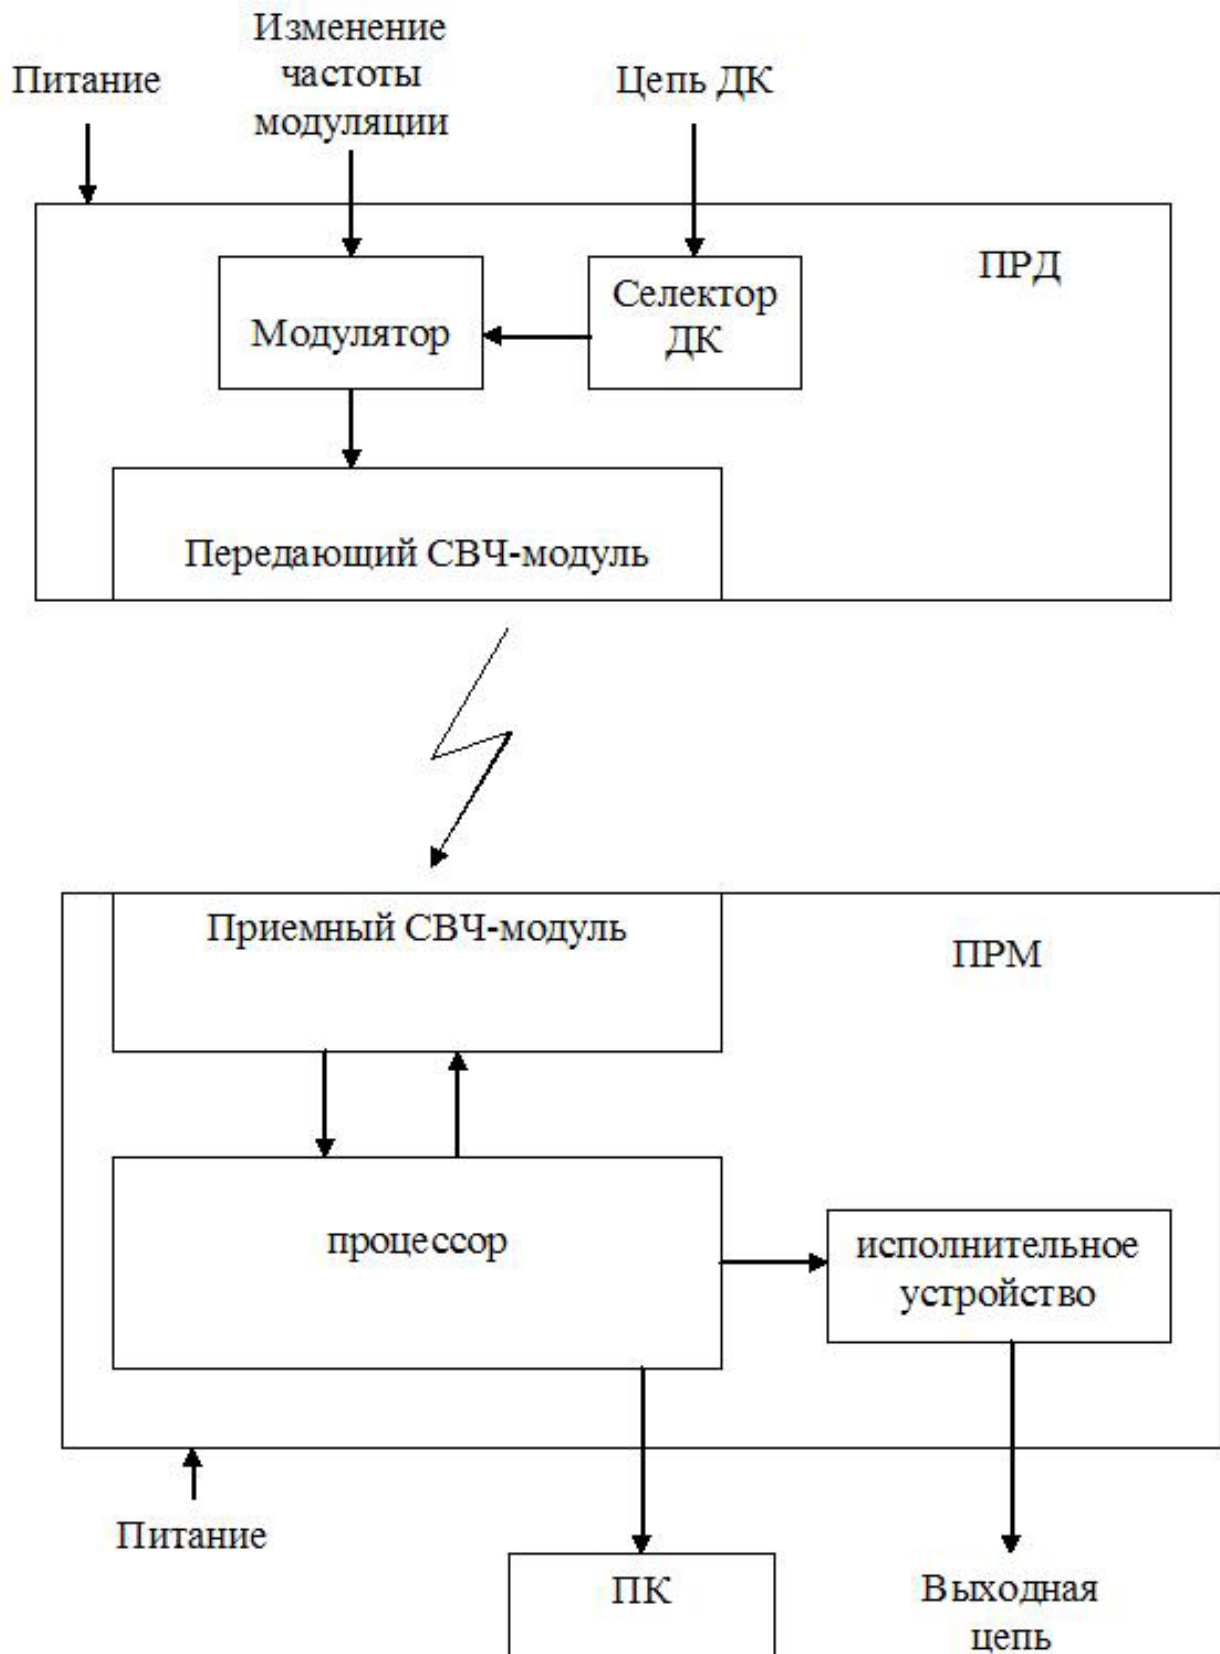 Изменение
частоты
модуляции
Питание
Цепь ДК
ПРД
Модулятор
Селектор
ДК
Передающий СВЧ-модуль
Приемный СВЧ-модуль
ПРМ
процессор
исполнительное
устройство
Питание
ПК
Выходная
цепь